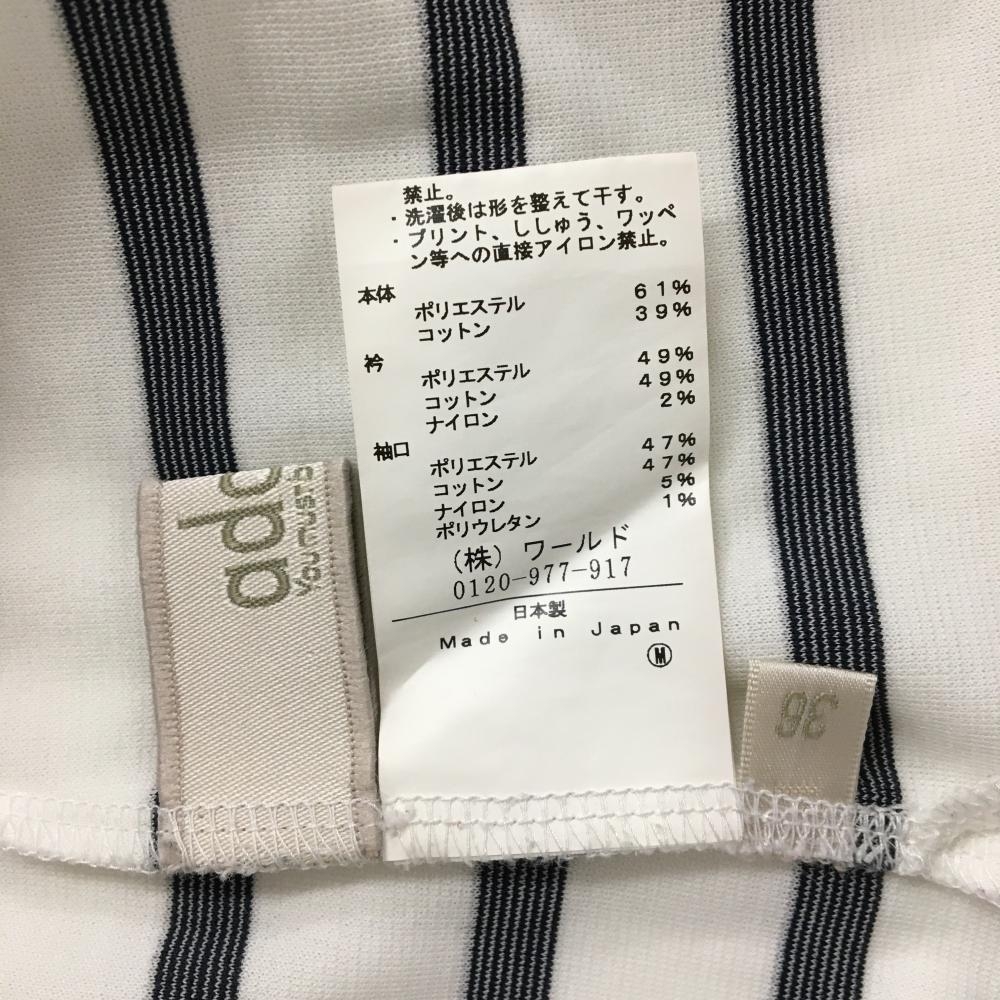 禁止。
・洗濯後は形を整えて干す。
・プリント、ししゅう、ワッペ
ン等への直接アイロン禁止。
本体
ポリエステル 61%
コットン 39%
衿
ポリエステル 49%
コットン 49%
ナイロン 2%
袖口
ポリエステル 47%
コットン 47%
ナイロン 5%
ポリウレタン 1%
(株)ワールド
0120-977-917
日本製
Made in Japan
M